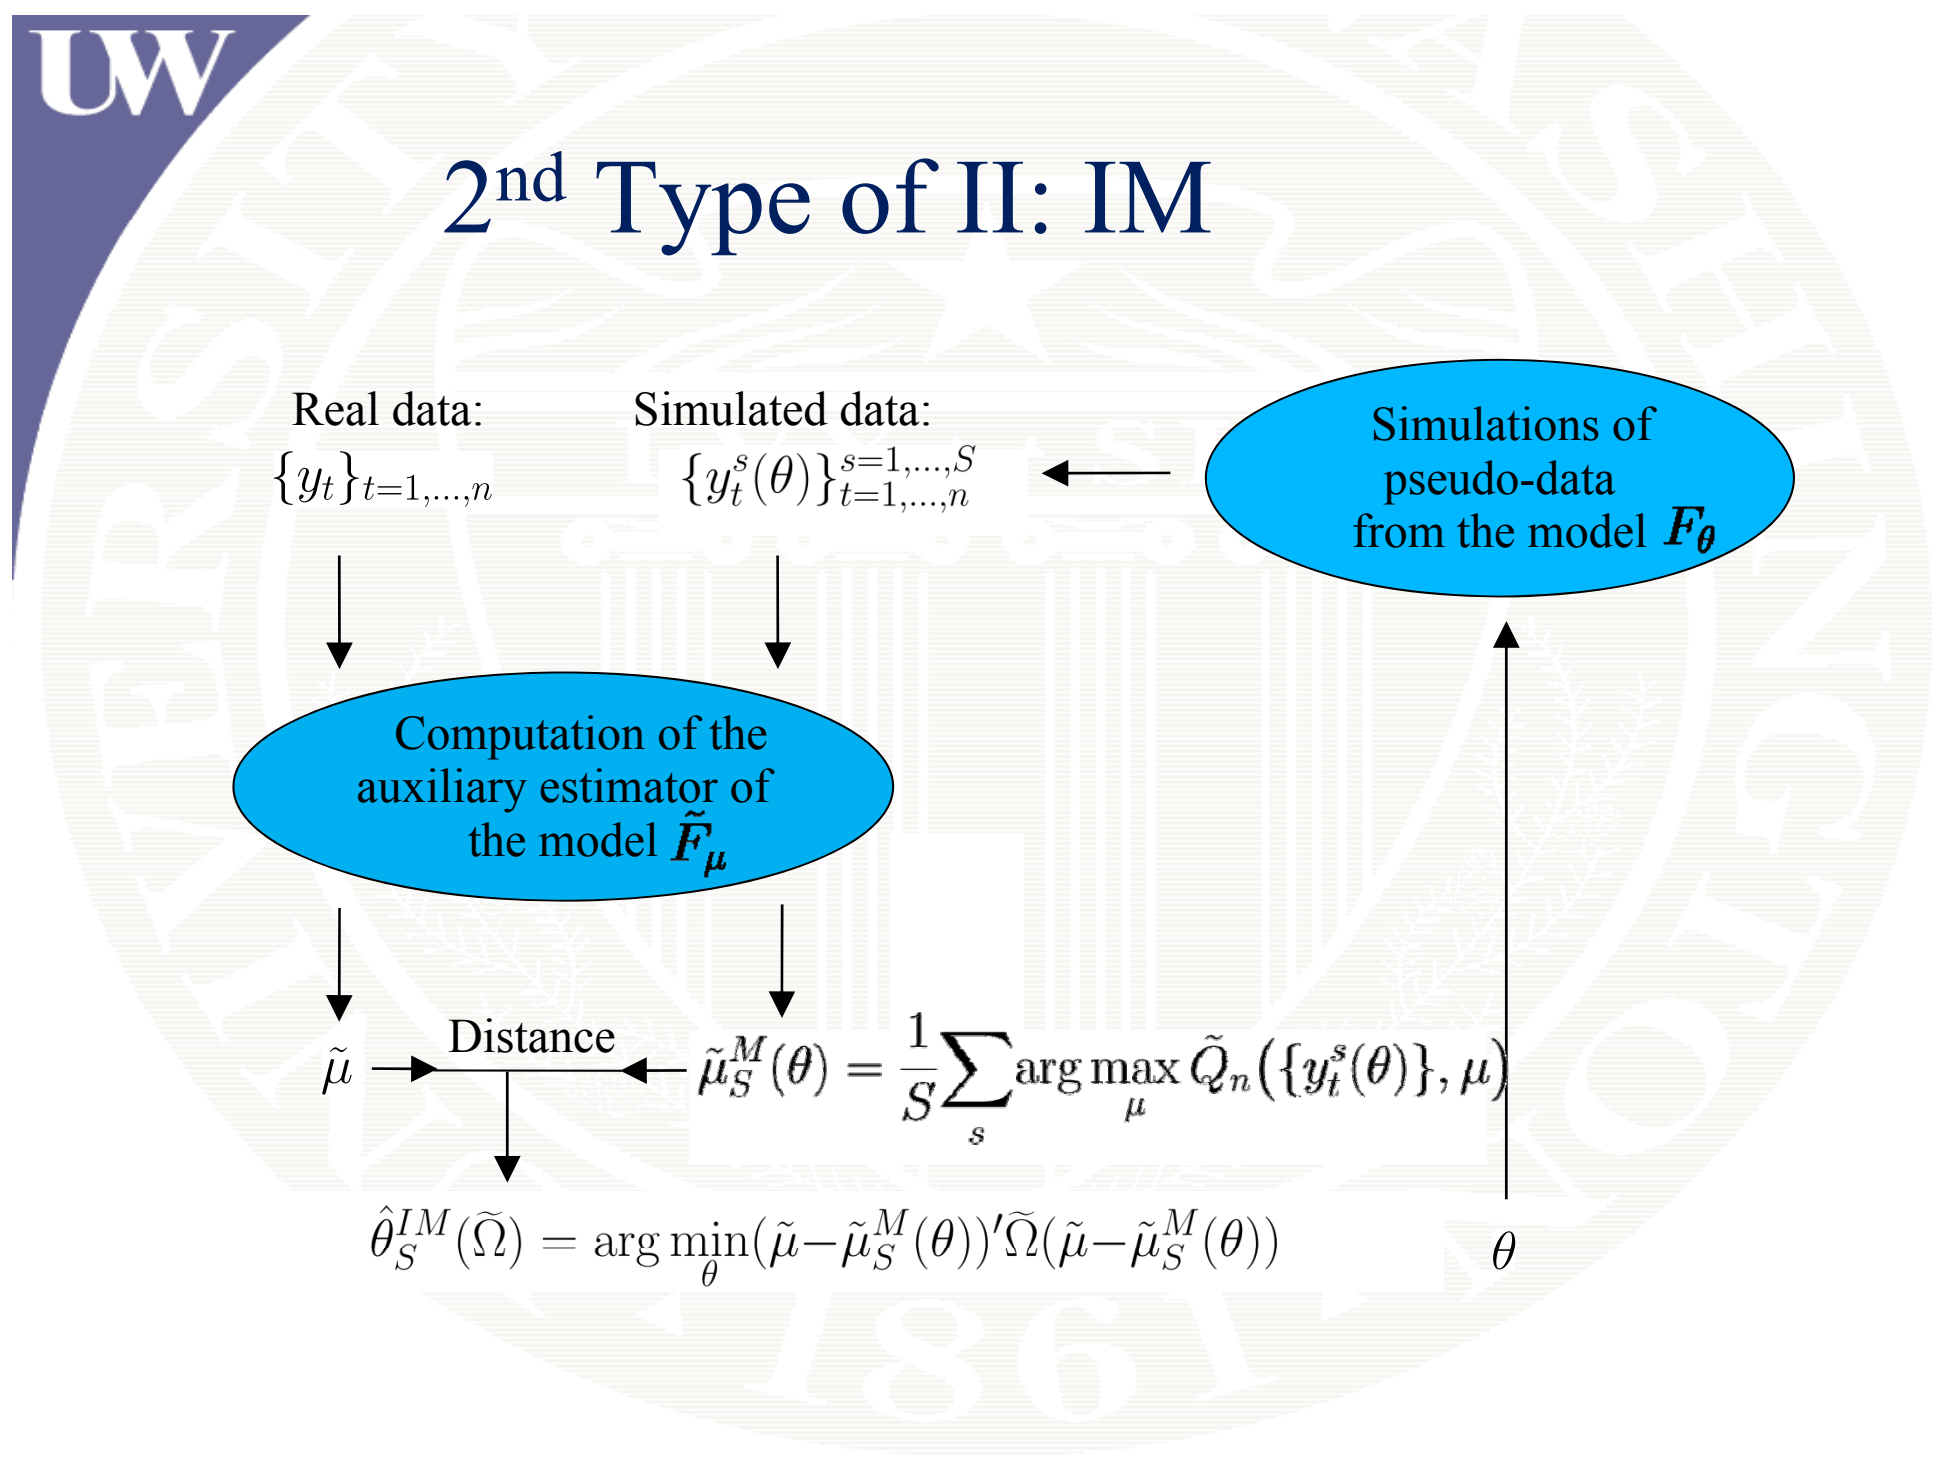 UW
2nd Type of II: IM
Real data:
{y_t}_{t=1,...,n}
Simulated data:
{y_t^s(θ)}_{t=1,...,n}^{s=1,...,S}
Simulations of
pseudo-data
from the model F_θ
Computation of the
auxiliary estimator of
the model F̃_μ
Distance
μ̃
μ̃_S^M(θ) = 1/S ∑_s arg max_μ Q̃_n({y_t^s(θ)}, μ)
θ̂_S^{IM}(Ω̃) = arg min_θ (μ̃−μ̃_S^M(θ))′Ω̃(μ̃−μ̃_S^M(θ))
θ
1861